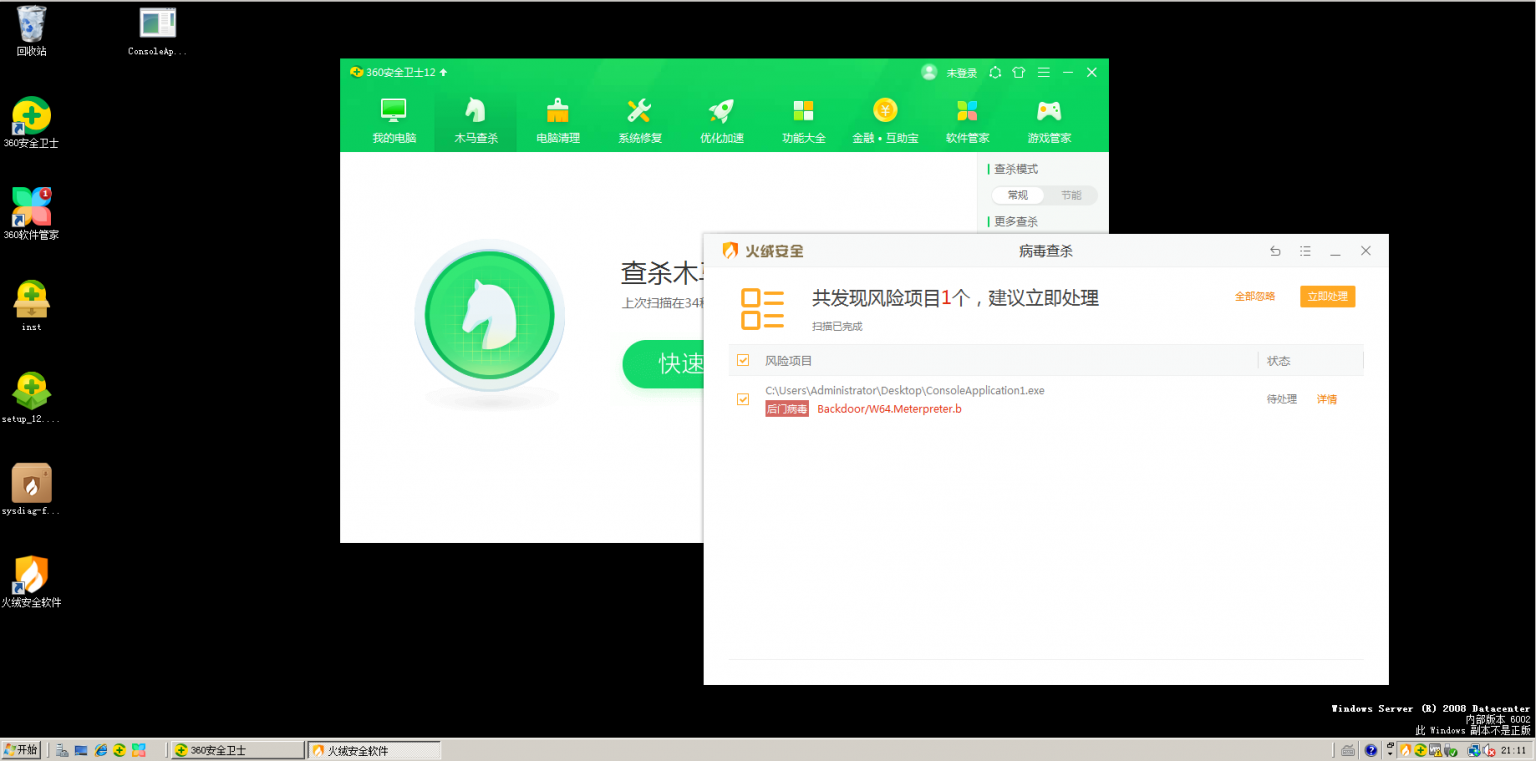 回收站
ConsoleAp...
360安全卫士
360软件管家
1
inst
setup_12....
sysdiag-f...
火绒安全软件
360安全卫士12
未登录
我的电脑
木马查杀
电脑清理
系统修复
优化加速
功能大全
金融·互助宝
软件管家
游戏管家
查杀模式
常规
节能
更多查杀
查杀木
上次扫描在34
快速
火绒安全
病毒查杀
共发现风险项目1个，建议立即处理
扫描已完成
全部忽略
立即处理
风险项目
状态
C:\Users\Administrator\Desktop\ConsoleApplication1.exe
后门病毒 Backdoor/W64.Meterpreter.b
待处理
详情
Windows Server (R) 2008 Datacenter
内部版本 6002
此 Windows 副本不是正版
开始
360安全卫士
火绒安全软件
21:11